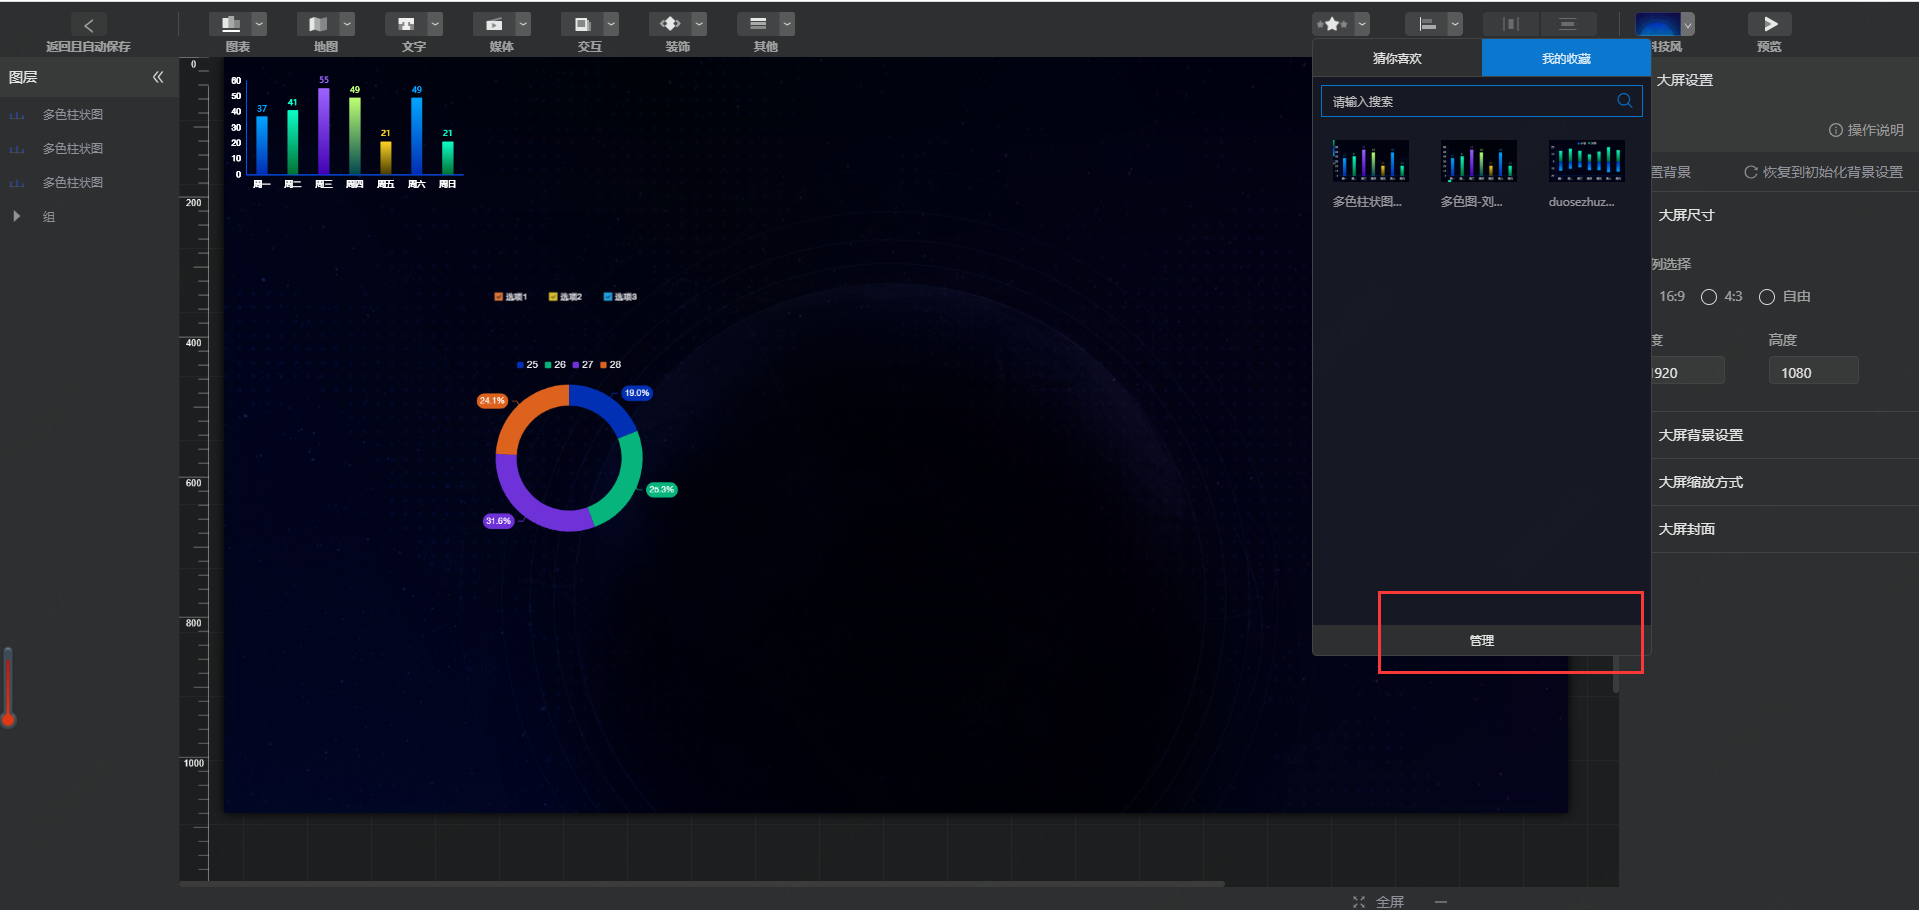 返回且自动保存
图表
地图
文字
媒体
交互
装饰
其他
科技风
预览
图层
多色柱状图
多色柱状图
多色柱状图
组
0
200
400
600
800
1000
60
50
40
30
20
10
0
37
41
55
49
21
49
21
周一 周二 周三 周四 周五 周六 周日
选项1 选项2 选项3
25 26 27 28
24.1%
19.0%
25.3%
31.6%
猜你喜欢
我的收藏
请输入搜索
多色柱状图...
多色图-刘...
duosezhuz...
管理
大屏设置
操作说明
置背景
恢复到初始化背景设置
大屏尺寸
例选择
16:9 4:3 自由
度
高度
1920
1080
大屏背景设置
大屏缩放方式
大屏封面
全屏